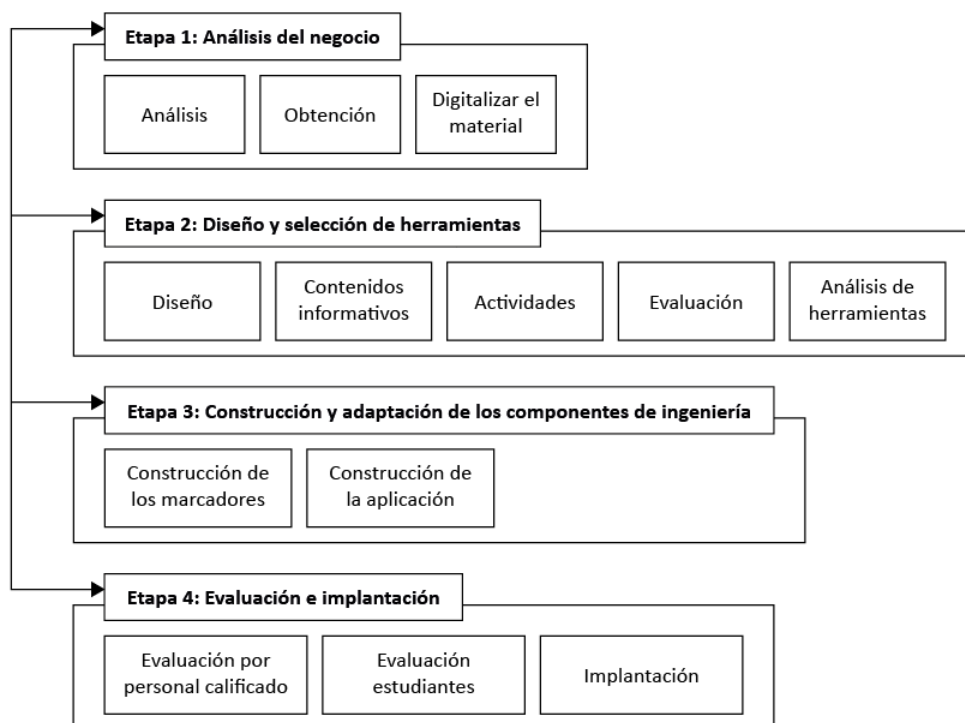 Etapa 1: Análisis del negocio
Análisis
Obtención
Digitalizar el
material
Etapa 2: Diseño y selección de herramientas
Diseño
Contenidos
informativos
Actividades
Evaluación
Análisis de
herramientas
Etapa 3: Construcción y adaptación de los componentes de ingeniería
Construcción de
los marcadores
Construcción de
la aplicación
Etapa 4: Evaluación e implantación
Evaluación por
personal calificado
Evaluación
estudiantes
Implantación